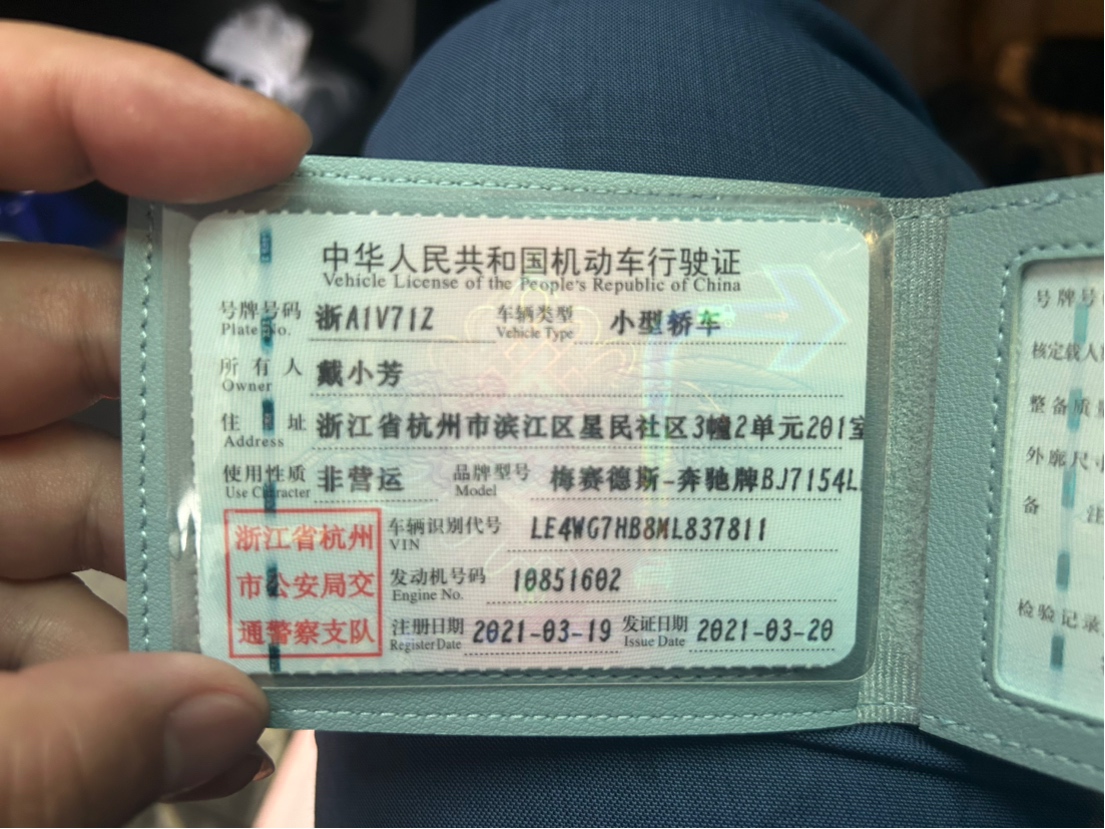 中华人民共和国机动车行驶证
Vehicle License of the People's Republic of China
号牌号码 浙A1V71Z 车辆类型 小型轿车
Plate No. Vehicle Type
所有人 戴小芳
Owner
住址 浙江省杭州市滨江区星民社区3幢2单元201室
Address
使用性质 非营运 品牌型号 梅赛德斯-奔驰牌BJ7154L
Use Character Model
浙江省杭州
市公安局交
通警察支队
车辆识别代号 LE4WG7HB8ML837811
VIN
发动机号码 10851602
Engine No.
注册日期 2021-03-19 发证日期 2021-03-20
Register Date Issue Date
号牌号
核定载人
整备质量
外廓尺寸
备注
检验记录